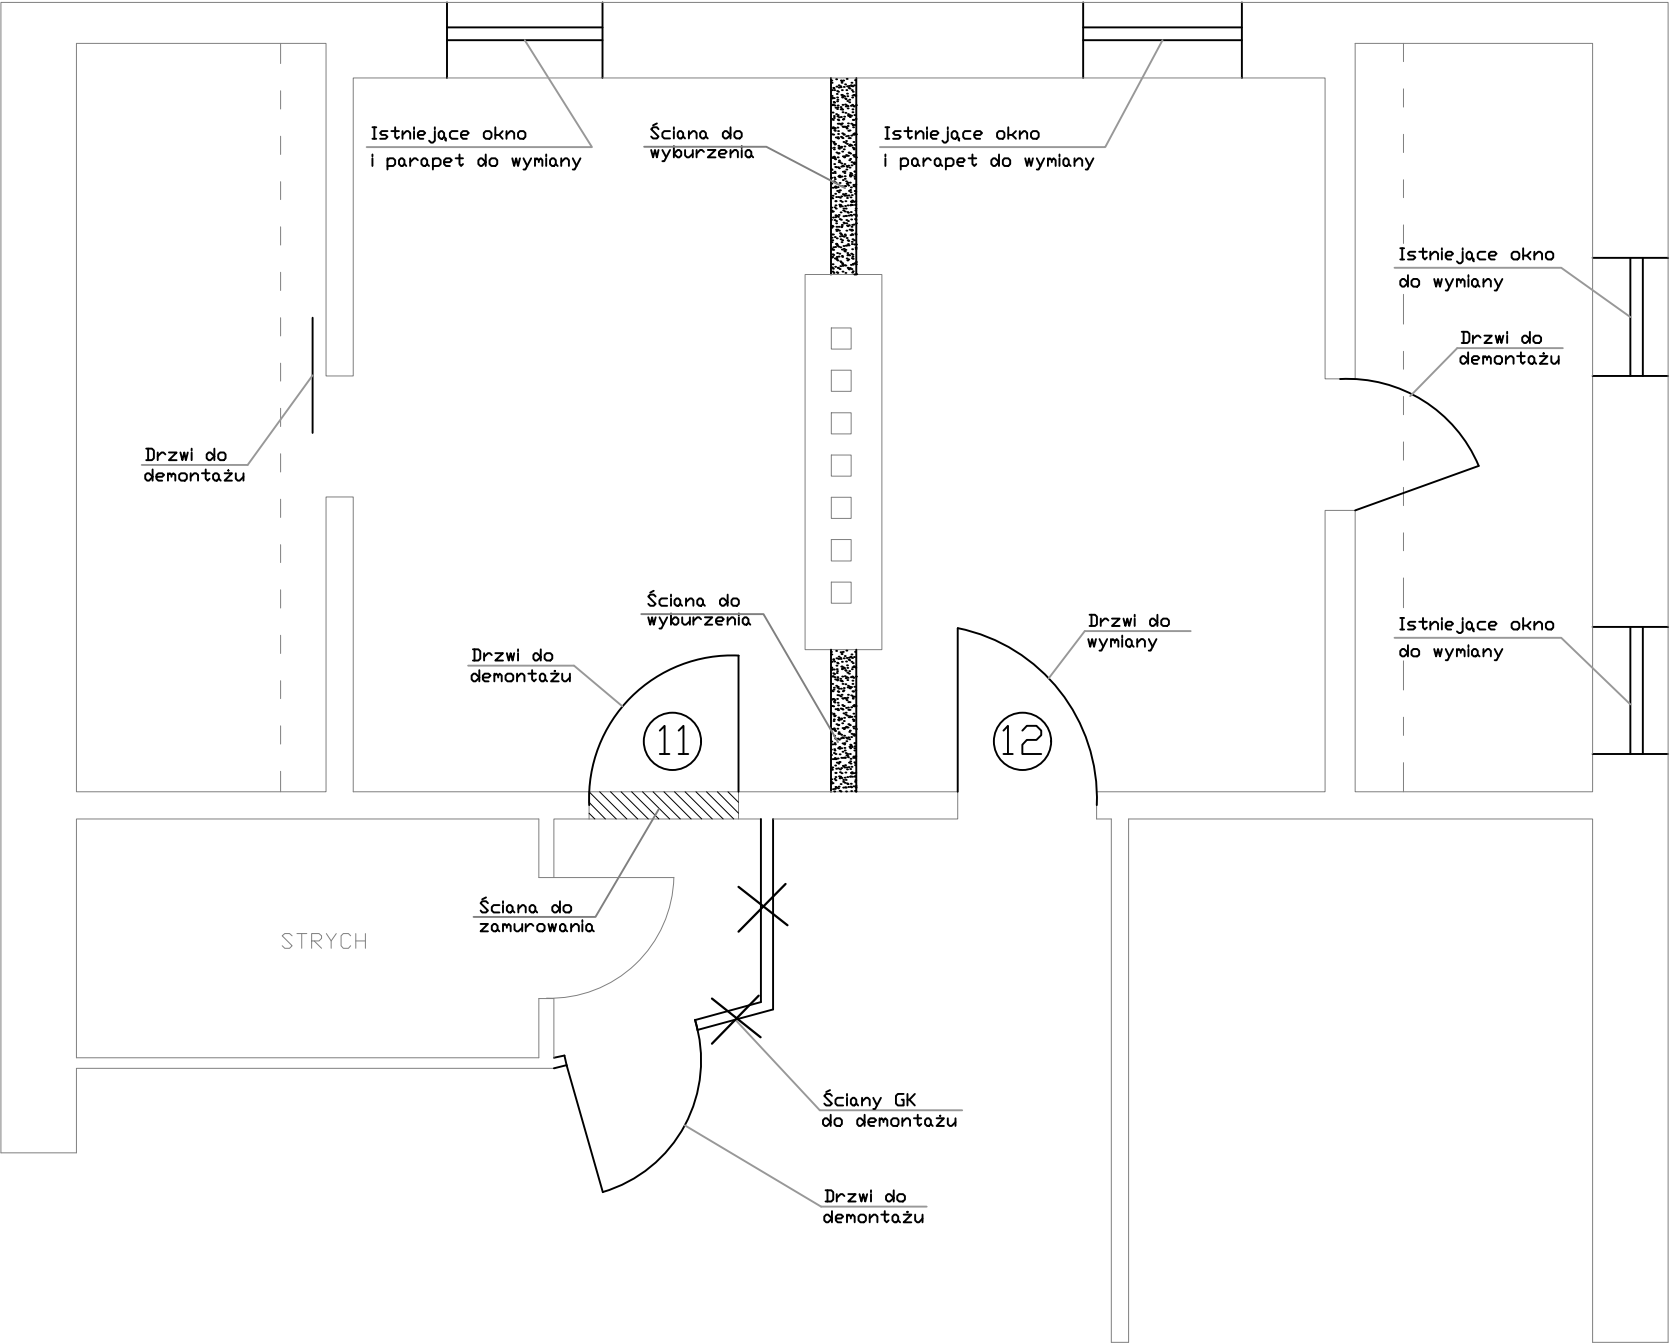 Istniejące okno
i parapet do wymiany
Ściana do
wyburzenia
Istniejące okno
i parapet do wymiany
Istniejące okno
do wymiany
Drzwi do
demontażu
Drzwi do
demontażu
Ściana do
wyburzenia
Drzwi do
wymiany
Istniejące okno
do wymiany
Drzwi do
demontażu
11
12
Ściana do
zamurowania
STRYCH
Ściany GK
do demontażu
Drzwi do
demontażu